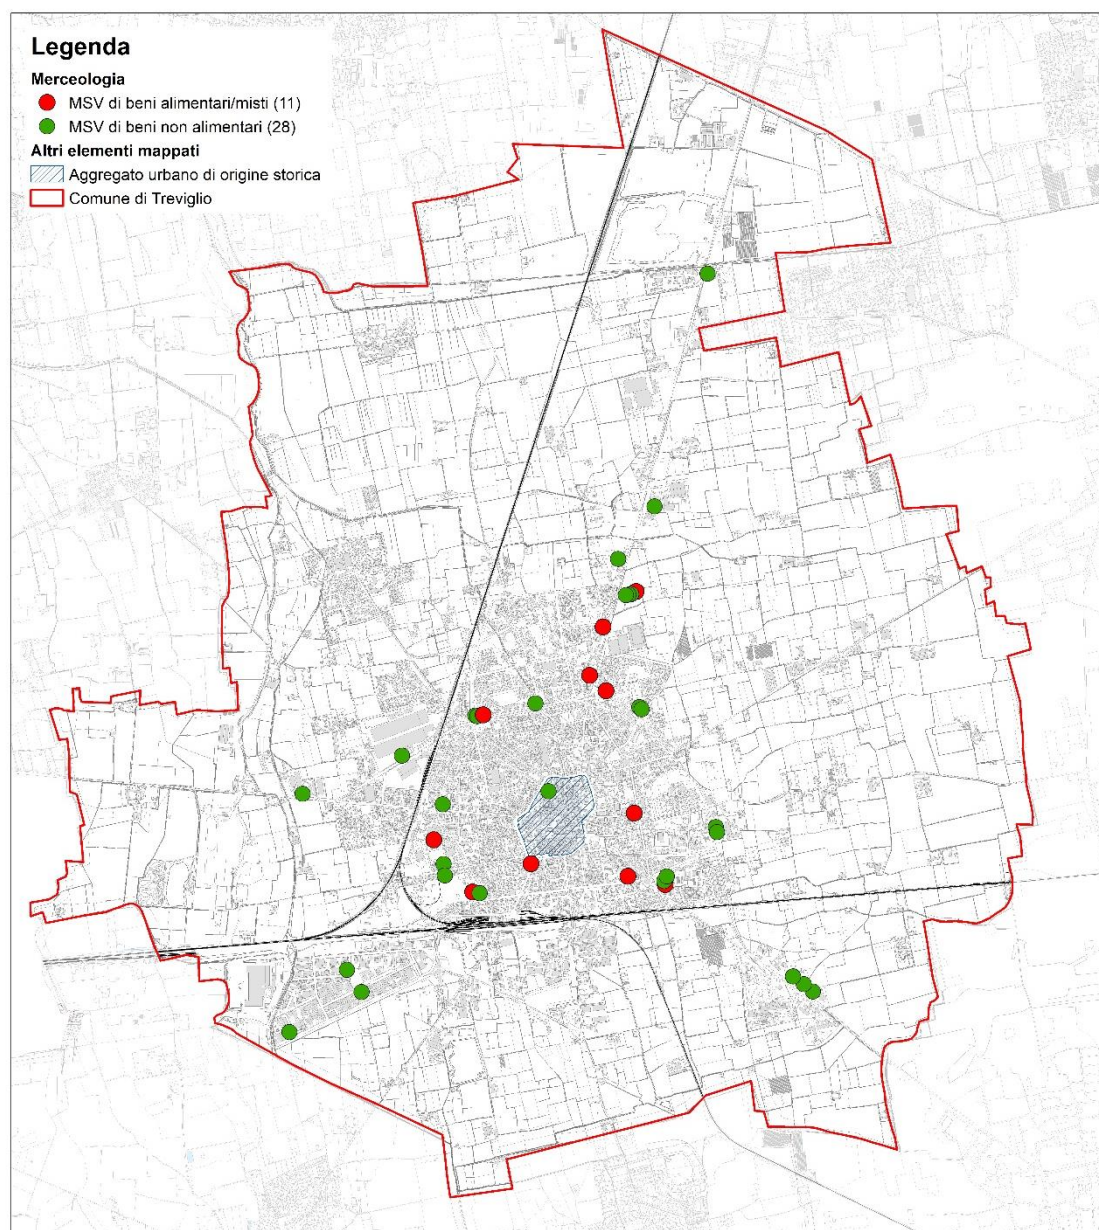 Legenda
Merceologia
MSV di beni alimentari/misti (11)
MSV di beni non alimentari (28)
Altri elementi mappati
Aggregato urbano di origine storica
Comune di Treviglio